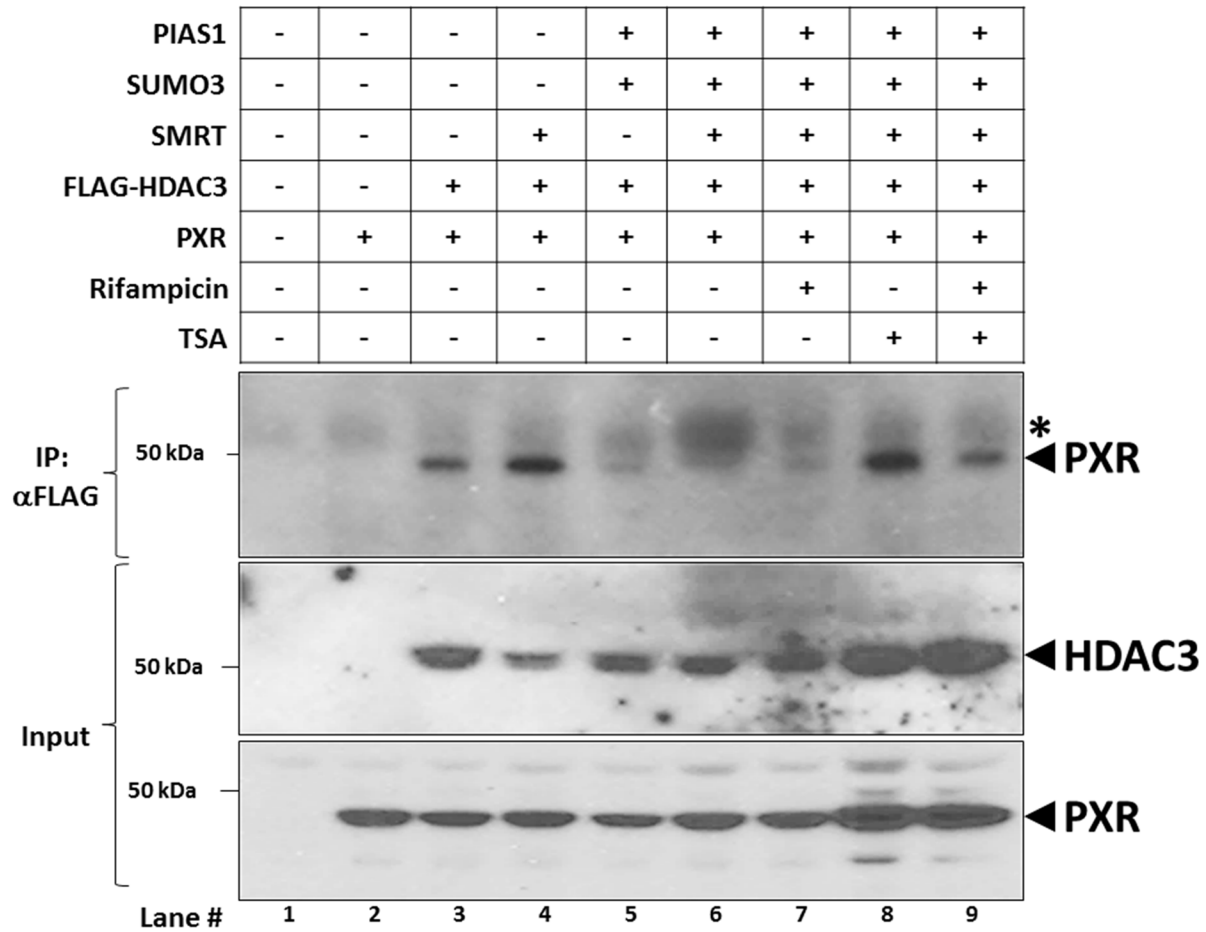 PIAS1 - - - - + + + + +
SUMO3 - - - - + + + + +
SMRT - - - + - + + + +
FLAG-HDAC3 - - + + + + + + +
PXR - + + + + + + + +
Rifampicin - - - - - - + - +
TSA - - - - - - - + +
IP:
αFLAG
50 kDa
*
PXR
50 kDa
HDAC3
Input
50 kDa
PXR
Lane # 1 2 3 4 5 6 7 8 9